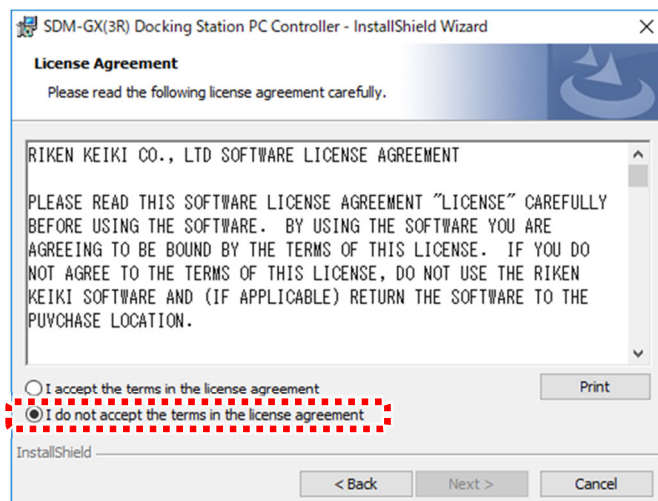 SDM-GX(3R) Docking Station PC Controller - InstallShield Wizard
License Agreement
Please read the following license agreement carefully.
RIKEN KEIKI CO., LTD SOFTWARE LICENSE AGREEMENT
PLEASE READ THIS SOFTWARE LICENSE AGREEMENT "LICENSE" CAREFULLY
BEFORE USING THE SOFTWARE.  BY USING THE SOFTWARE YOU ARE
AGREEING TO BE BOUND BY THE TERMS OF THIS LICENSE.  IF YOU DO
NOT AGREE TO THE TERMS OF THIS LICENSE, DO NOT USE THE RIKEN
KEIKI SOFTWARE AND (IF APPLICABLE) RETURN THE SOFTWARE TO THE
PUVCHASE LOCATION.
I accept the terms in the license agreement
Print
I do not accept the terms in the license agreement
InstallShield
< Back
Next >
Cancel